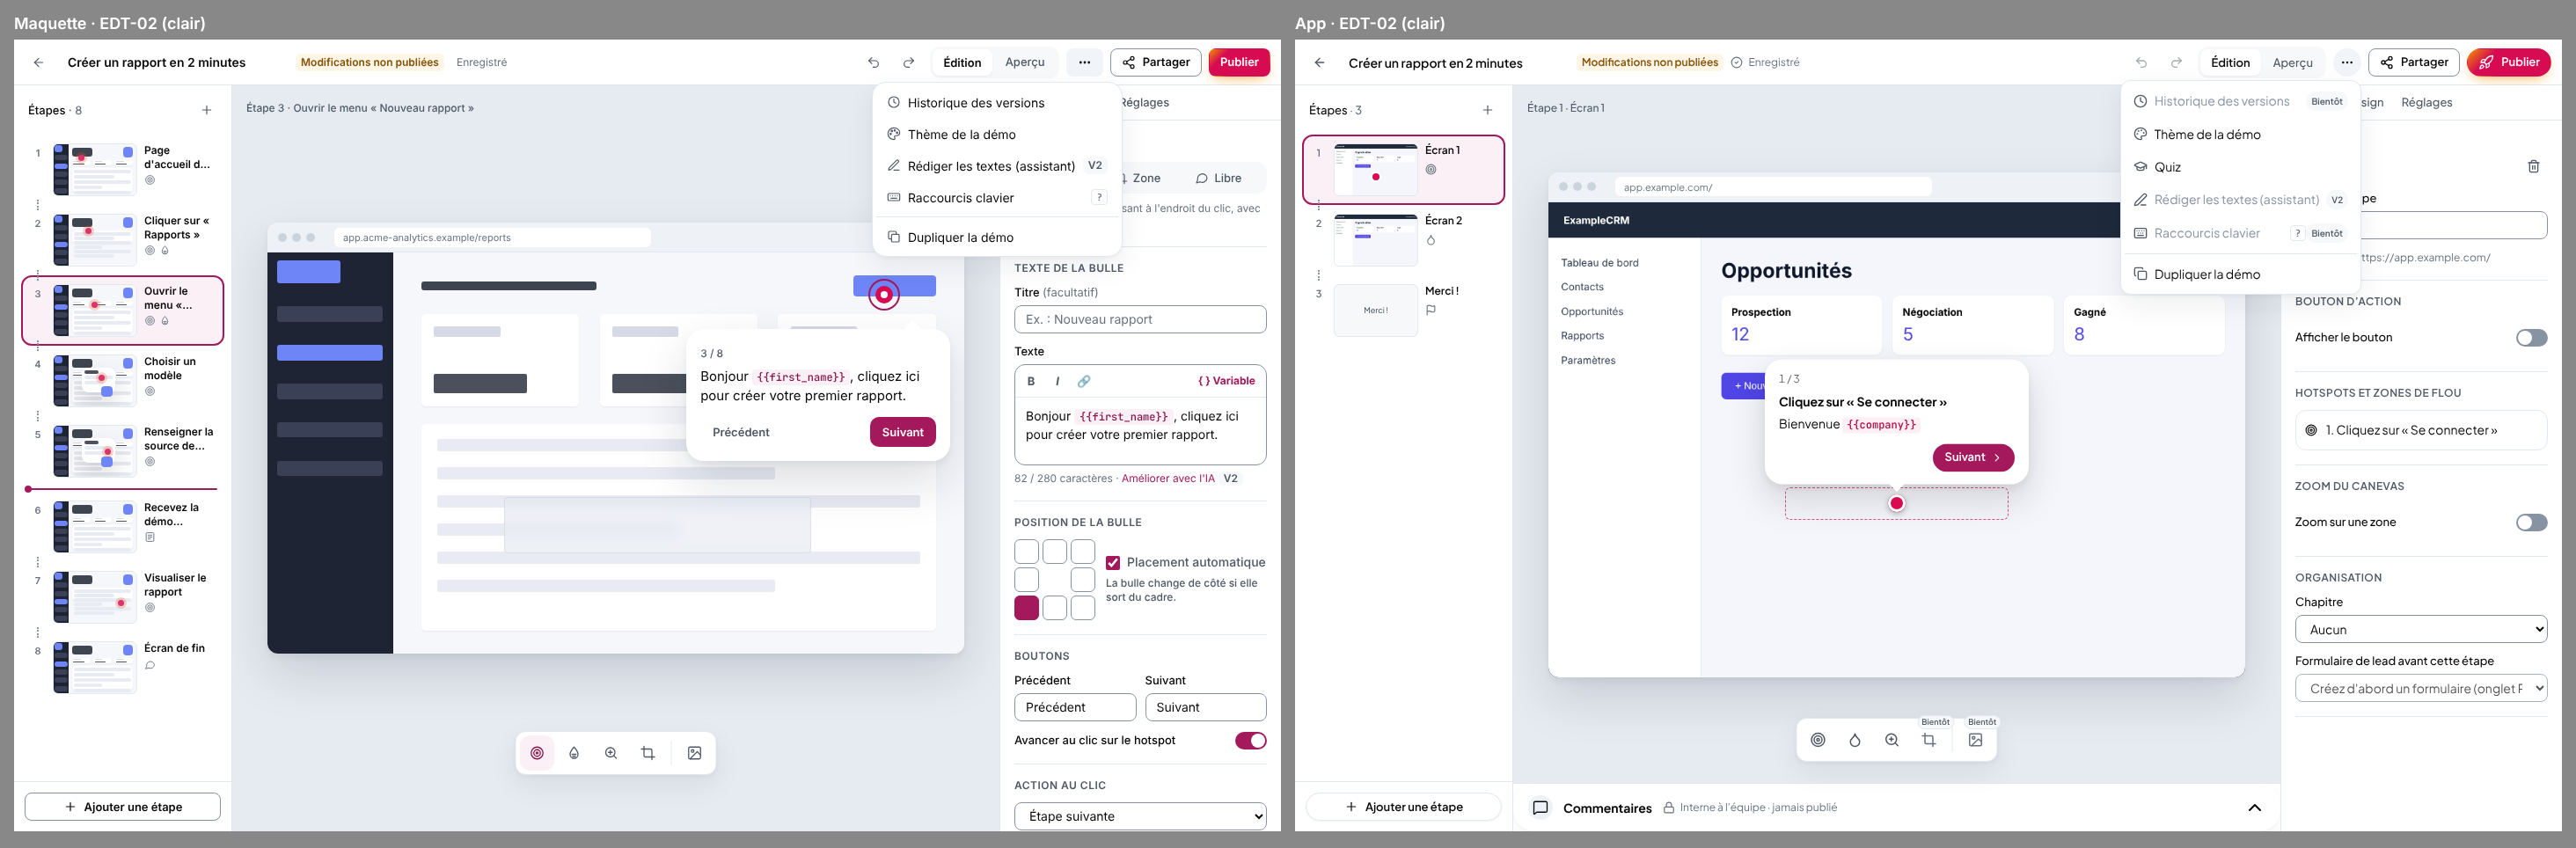 Maquette · EDT-02 (clair)
Créer un rapport en 2 minutes
Modifications non publiées
Enregistré
Édition
Aperçu
Partager
Publier
Étapes · 8
1
Page
d'accueil d...
2
Cliquer sur «
Rapports »
3
Ouvrir le
menu «...
4
Choisir un
modèle
5
Renseigner la
source de...
6
Recevez la
démo...
7
Visualiser le
rapport
8
Écran de fin
Ajouter une étape
Étape 3 · Ouvrir le menu « Nouveau rapport »
app.acme-analytics.example/reports
3 / 8
Bonjour {{first_name}}, cliquez ici
pour créer votre premier rapport.
Précédent
Suivant
Historique des versions
Thème de la démo
Rédiger les textes (assistant) V2
Raccourcis clavier ?
Dupliquer la démo
Réglages
Zone
Libre
sant à l'endroit du clic, avec
TEXTE DE LA BULLE
Titre (facultatif)
Ex. : Nouveau rapport
Texte
B I { } Variable
Bonjour {{first_name}}, cliquez ici
pour créer votre premier rapport.
82 / 280 caractères · Améliorer avec l'IA V2
POSITION DE LA BULLE
Placement automatique
La bulle change de côté si elle
sort du cadre.
BOUTONS
Précédent
Suivant
Précédent
Suivant
Avancer au clic sur le hotspot
ACTION AU CLIC
Étape suivante
App · EDT-02 (clair)
Créer un rapport en 2 minutes
Modifications non publiées
Enregistré
Édition
Aperçu
Partager
Publier
Étapes · 3
1
Écran 1
2
Écran 2
3
Merci !
Merci !
Ajouter une étape
Étape 1 · Écran 1
app.example.com/
ExampleCRM
Tableau de bord
Contacts
Opportunités
Rapports
Paramètres
Opportunités
Prospection
12
Négociation
5
Gagné
8
+ Nouv
1 / 3
Cliquez sur « Se connecter »
Bienvenue {{company}}
Suivant
Bientôt
Bientôt
Commentaires
Interne à l'équipe · jamais publié
Historique des versions Bientôt
Thème de la démo
Quiz
Rédiger les textes (assistant) V2
Raccourcis clavier ? Bientôt
Dupliquer la démo
sign
Réglages
pe
ttps://app.example.com/
BOUTON D'ACTION
Afficher le bouton
HOTSPOTS ET ZONES DE FLOU
1. Cliquez sur « Se connecter »
ZOOM DU CANEVAS
Zoom sur une zone
ORGANISATION
Chapitre
Aucun
Formulaire de lead avant cette étape
Créez d'abord un formulaire (onglet F